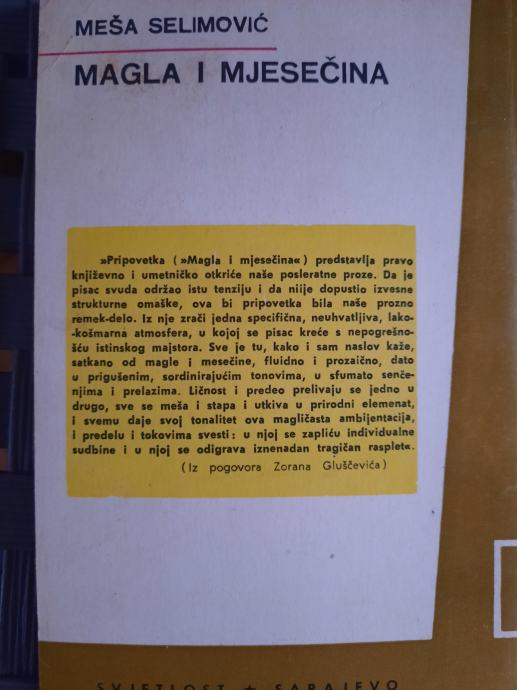 MEŠA SELIMOVIĆ
MAGLA I MJESEČINA
»Pripovetka (»Magla i mjesečina«) predstavlja pravo
književno i umetničko otkriće naše posleratne proze. Da je
pisac svuda održao istu tenziju i da niije dopustio izvesne
strukturne omaške, ova bi pripovetka bila naše prozno
remek-delo. Iz nje zrači jedna specifična, neuhvatljiva, lako-
-košmarna atmosfera, u kojoj se pisac kreće s nepogrešno-
šću istinskog majstora. Sve je tu, kako i sam naslov kaže,
satkano od magle i mesečine, fluidno i prozaično, dato
u prigušenim, sordinirajućim tonovima, u sfumato senče-
njima i prelazima. Ličnost i predeo prelivaju se jedno u
drugo, sve se meša i stapa i utkiva u prirodni elemenat,
i svemu daje svoj tonalitet ova magličasta ambijentacija,
i predelu i tokovima svesti: u njoj se zapliću individualne
sudbine i u njoj se odigrava iznenadan tragičan rasplet«.
(Iz pogovora Zorana Gluščevića)
SVJETLOST ★ SARAJEVO